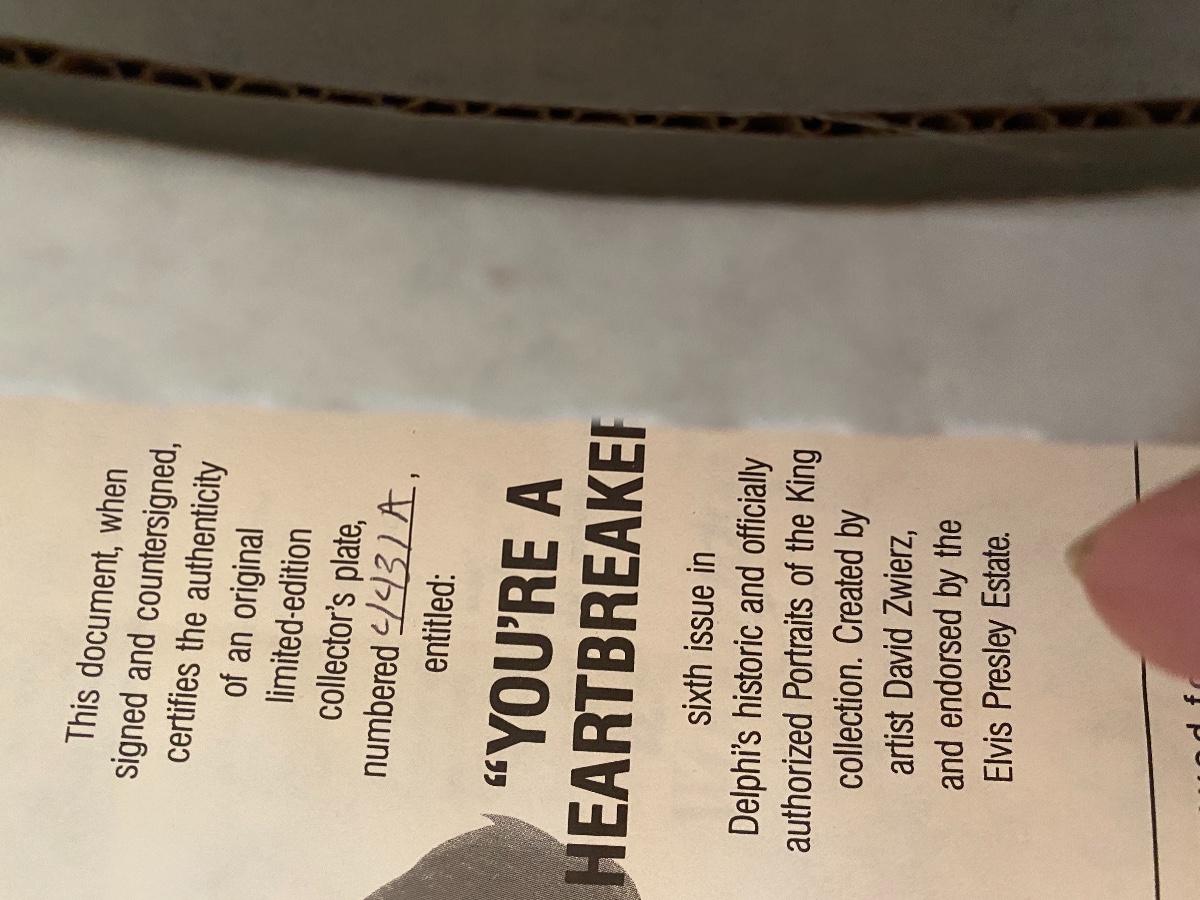 This document, when
signed and countersigned,
certifies the authenticity
of an original
limited-edition
collector's plate,
numbered 4431A,
entitled:
"YOU'RE A
HEARTBREAKER
sixth issue in
Delphi's historic and officially
authorized Portraits of the King
collection. Created by
artist David Zwierz,
and endorsed by the
Elvis Presley Estate.